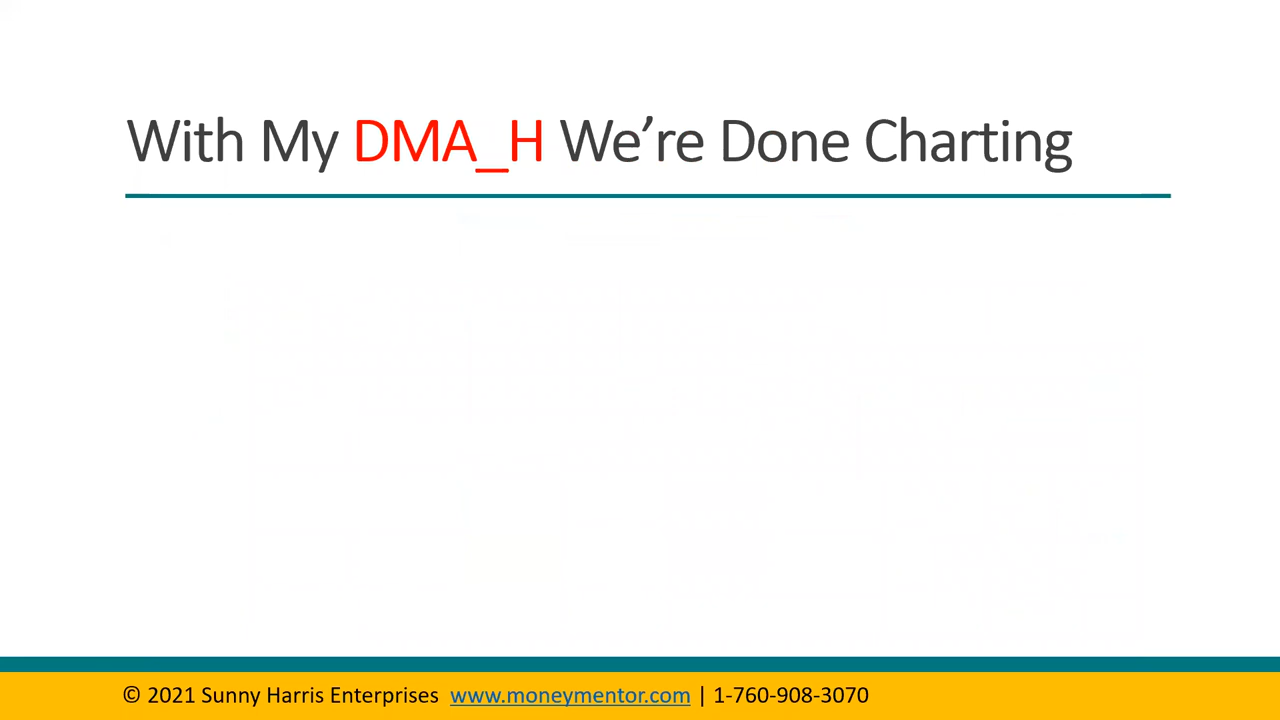 With My DMA_H We’re Done Charting
© 2021 Sunny Harris Enterprises www.moneymentor.com | 1-760-908-3070